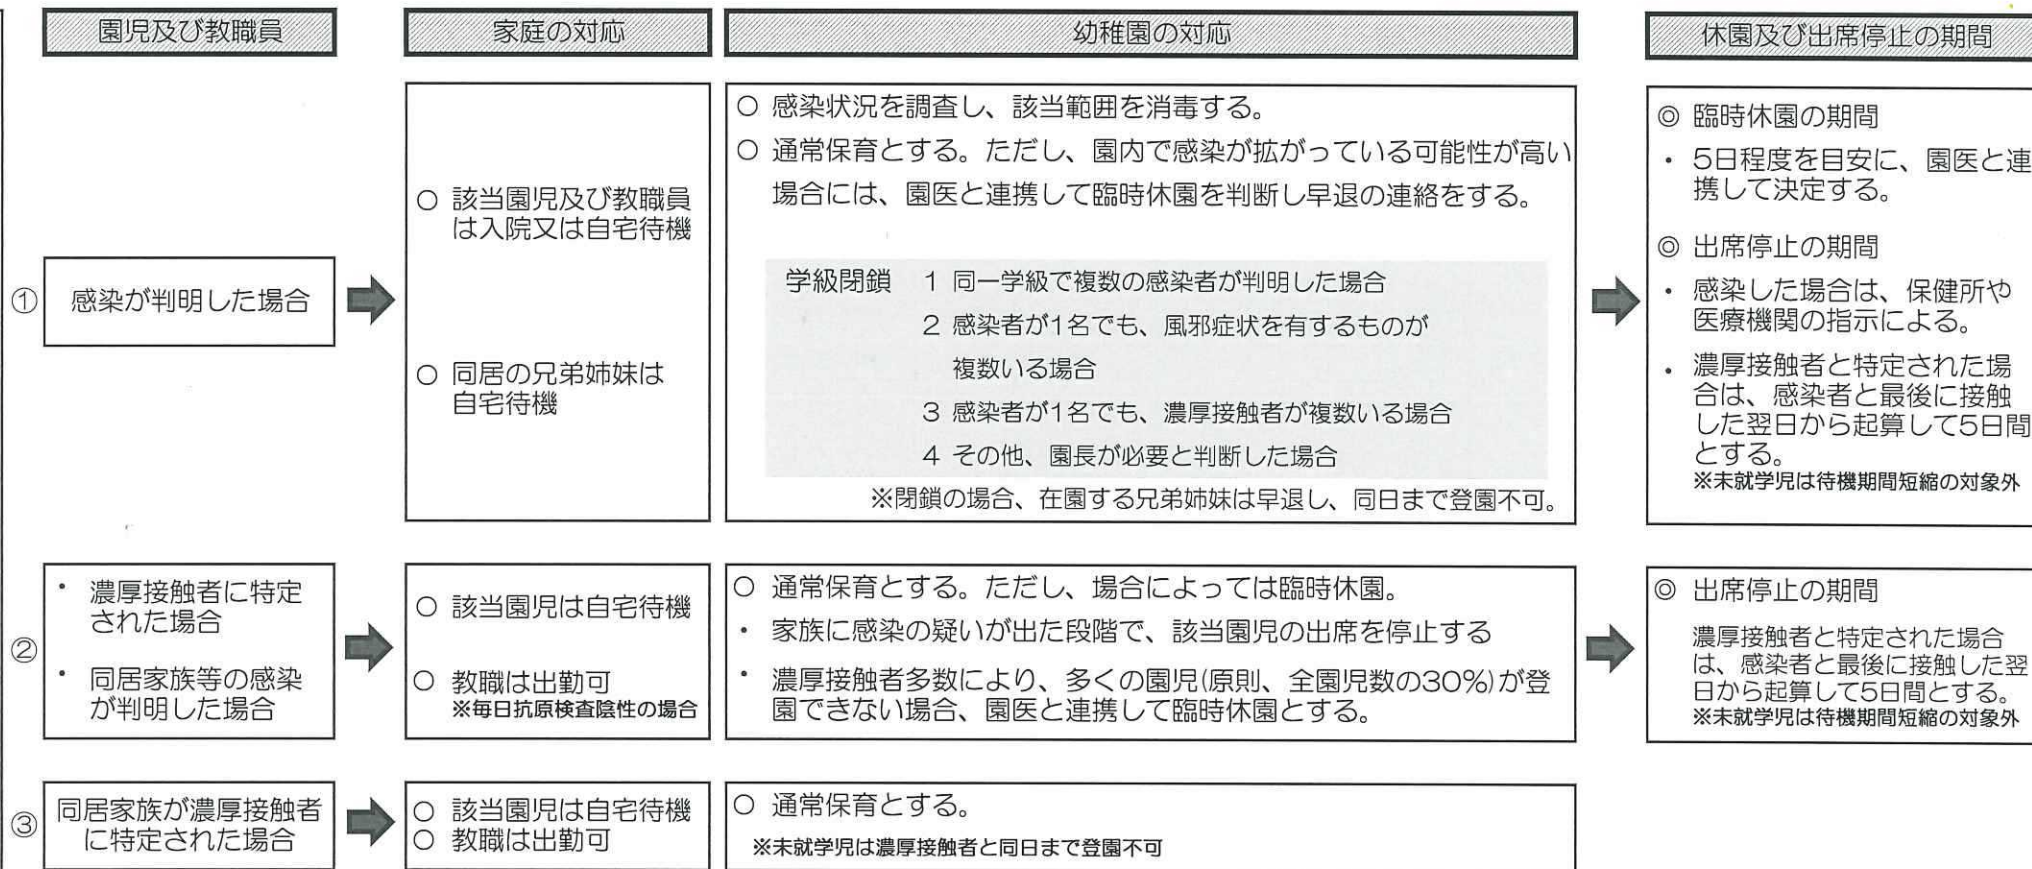 園児及び教職員
家庭の対応
幼稚園の対応
休園及び出席停止の期間
①
感染が判明した場合
○ 該当園児及び教職員
は入院又は自宅待機
○ 同居の兄弟姉妹は
自宅待機
○ 感染状況を調査し、該当範囲を消毒する。
○ 通常保育とする。ただし、園内で感染が拡がっている可能性が高い
場合には、園医と連携して臨時休園を判断し早退の連絡をする。
学級閉鎖 1 同一学級で複数の感染者が判明した場合
2 感染者が1名でも、風邪症状を有するものが
複数いる場合
3 感染者が1名でも、濃厚接触者が複数いる場合
4 その他、園長が必要と判断した場合
※閉鎖の場合、在園する兄弟姉妹は早退し、同日まで登園不可。
◎ 臨時休園の期間
・ 5日程度を目安に、園医と連
携して決定する。
◎ 出席停止の期間
・ 感染した場合は、保健所や
医療機関の指示による。
・ 濃厚接触者と特定された場
合は、感染者と最後に接触
した翌日から起算して5日間
とする。
※未就学児は待機期間短縮の対象外
②
・ 濃厚接触者に特定
された場合
・ 同居家族等の感染
が判明した場合
○ 該当園児は自宅待機
○ 教職は出勤可
※毎日抗原検査陰性の場合
○ 通常保育とする。ただし、場合によっては臨時休園。
・ 家族に感染の疑いが出た段階で、該当園児の出席を停止する
・ 濃厚接触者多数により、多くの園児(原則、全園児数の30%)が登
園できない場合、園医と連携して臨時休園とする。
◎ 出席停止の期間
濃厚接触者と特定された場合
は、感染者と最後に接触した翌
日から起算して5日間とする。
※未就学児は待機期間短縮の対象外
③
同居家族が濃厚接触者
に特定された場合
○ 該当園児は自宅待機
○ 教職は出勤可
○ 通常保育とする。
※未就学児は濃厚接触者と同日まで登園不可